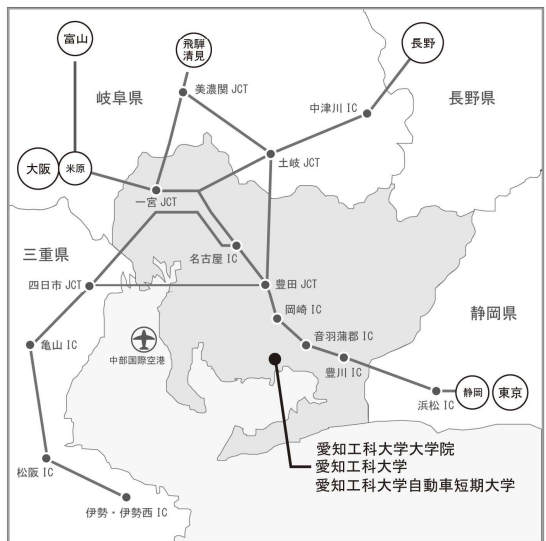 富山
飛騨
清見
長野
岐阜県
美濃関 JCT
中津川 IC
長野県
大阪
米原
土岐 JCT
一宮 JCT
三重県
名古屋 IC
四日市 JCT
豊田 JCT
岡崎 IC
静岡県
亀山 IC
中部国際空港
音羽蒲郡 IC
豊川 IC
浜松 IC
静岡
東京
愛知工科大学大学院
愛知工科大学
愛知工科大学自動車短期大学
松阪 IC
伊勢・伊勢西 IC